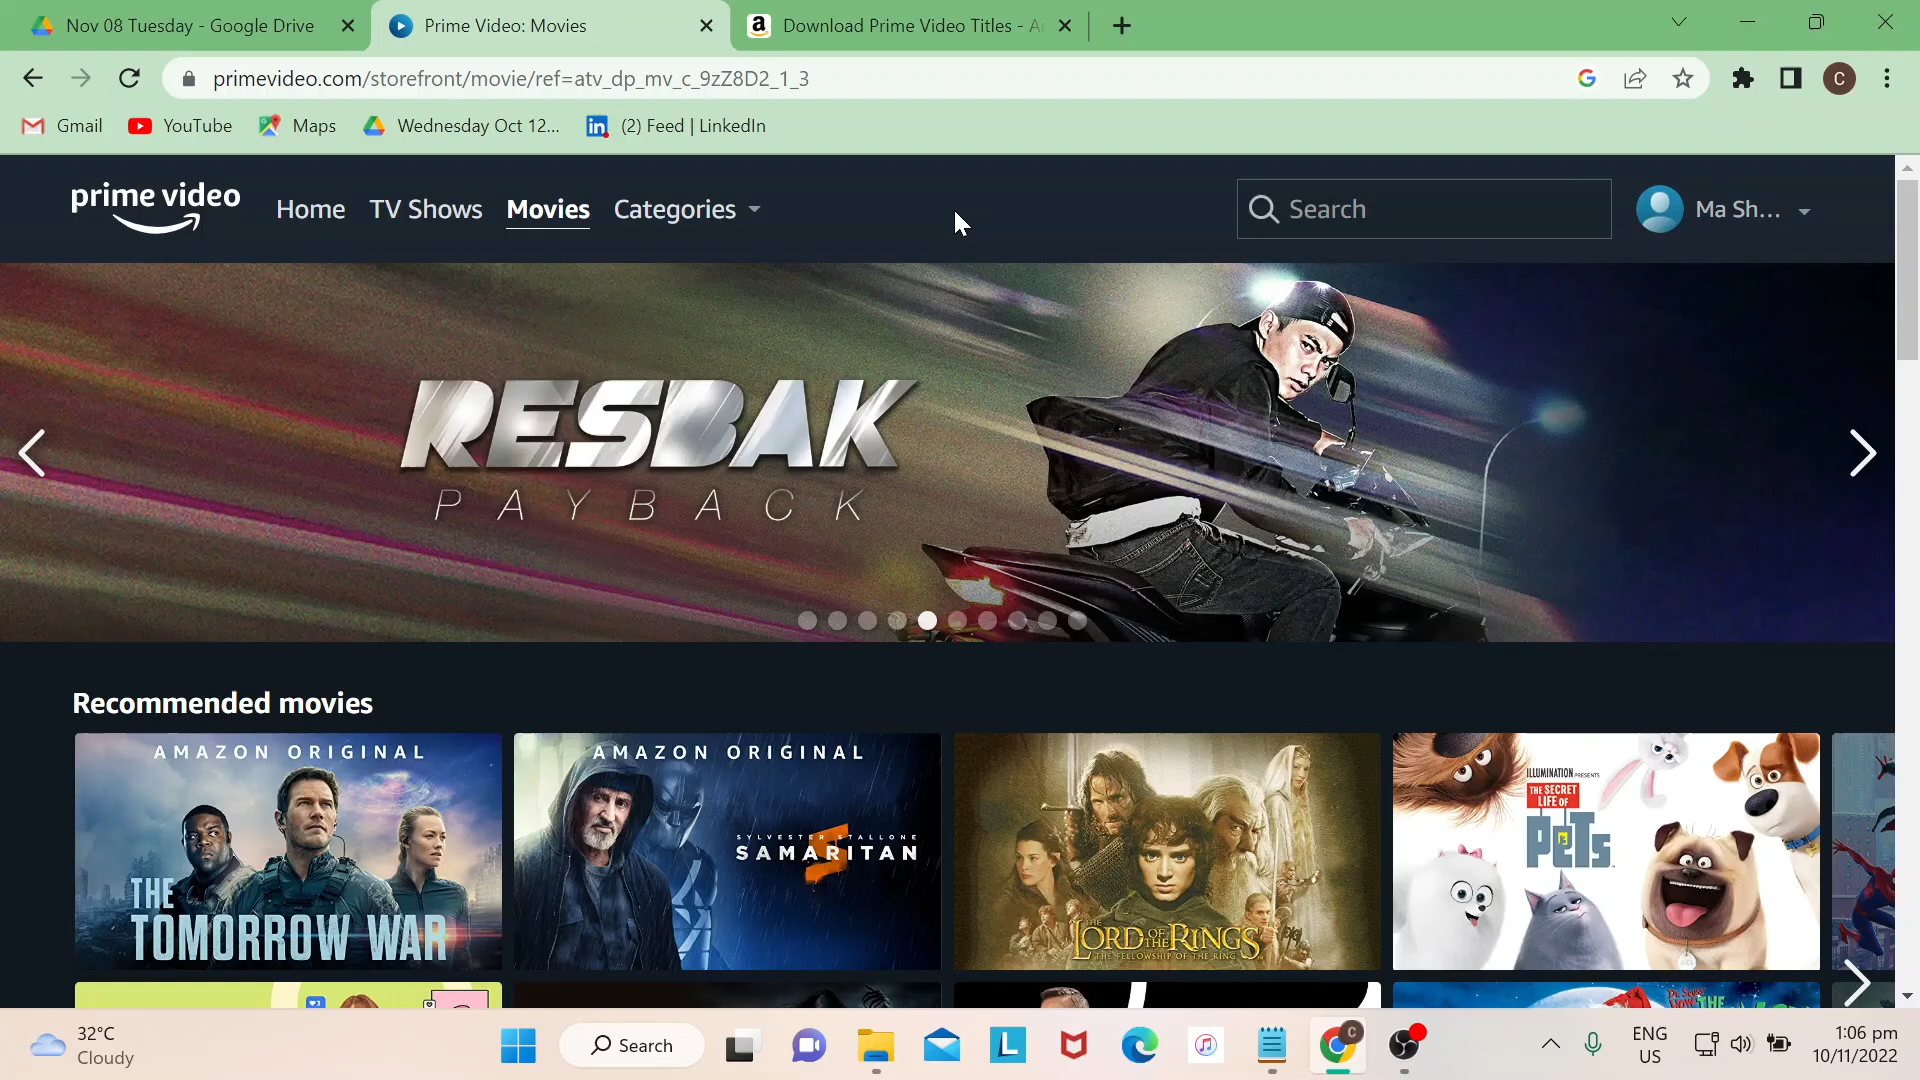 Nov 08 Tuesday - Google Drive
Prime Video: Movies
Download Prime Video Titles - A
primevideo.com/storefront/movie/ref=atv_dp_mv_c_9zZ8D2_1_3
C
Gmail
YouTube
Maps
Wednesday Oct 12...
(2) Feed | LinkedIn
prime video
Home
TV Shows
Movies
Categories
Search
Ma Sh...
RESBAK
PAYBACK
Recommended movies
AMAZON ORIGINAL
THE
TOMORROW WAR
AMAZON ORIGINAL
SYLVESTER STALLONE
SAMARITAN
THE
LORD OF THE RINGS
THE FELLOWSHIP OF THE RING
ILLUMINATION PRESENTS
THE SECRET
LIFE OF
PETS
Dr. Seuss'
HOW THE
32°C
Cloudy
Search
ENG
US
1:06 pm
10/11/2022